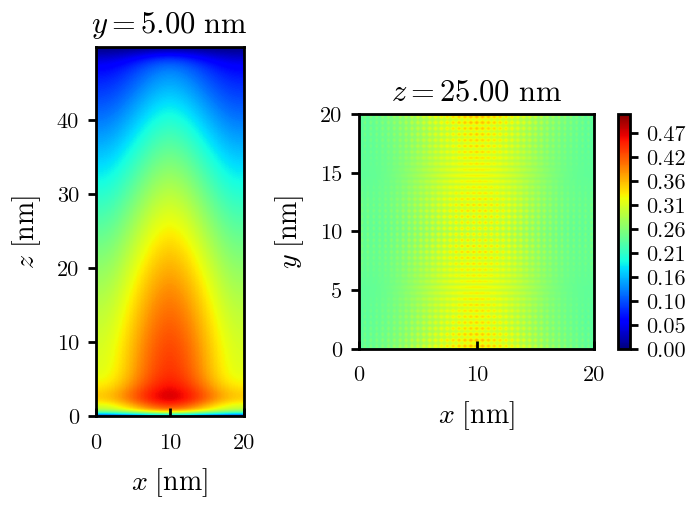 y = 5.00 nm
40
30
20
10
0
z [nm]
0 10 20
x [nm]
z = 25.00 nm
20
15
10
5
0
y [nm]
0 10 20
x [nm]
0.47
0.42
0.36
0.31
0.26
0.21
0.16
0.10
0.05
0.00